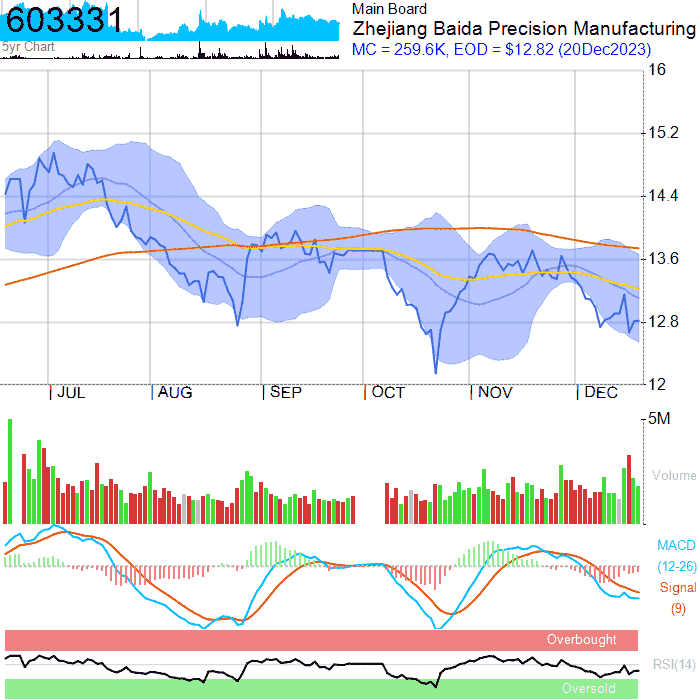 603331
5yr Chart
Main Board
Zhejiang Baida Precision Manufacturing
MC = 259.6K, EOD = $12.82 (20Dec2023)
16
15.2
14.4
13.6
12.8
12
JUL AUG SEP OCT NOV DEC
5M
Volume
MACD
(12-26)
Signal
(9)
Overbought
RSI(14)
Oversold